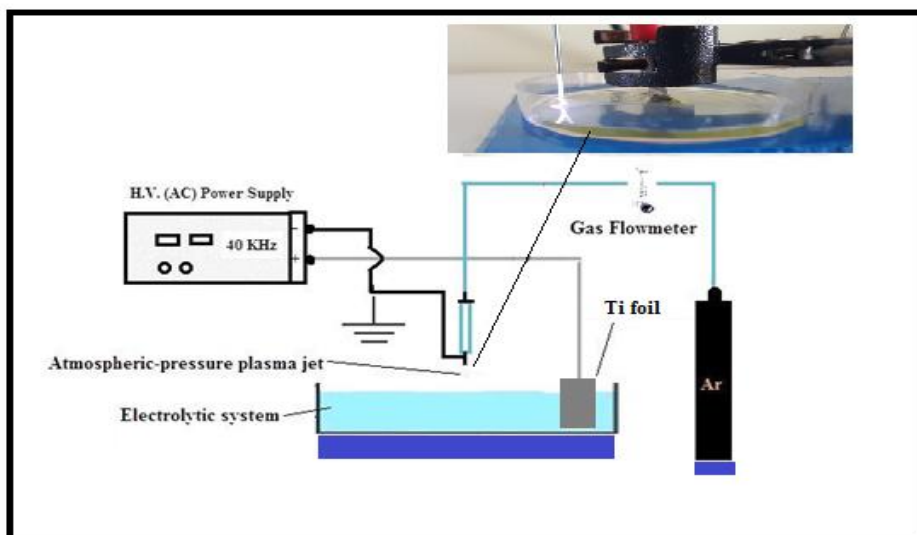 H.V. (AC) Power Supply
40 KHz
-
+
Gas Flowmeter
Ti foil
Atmospheric-pressure plasma jet
Ar
Electrolytic system